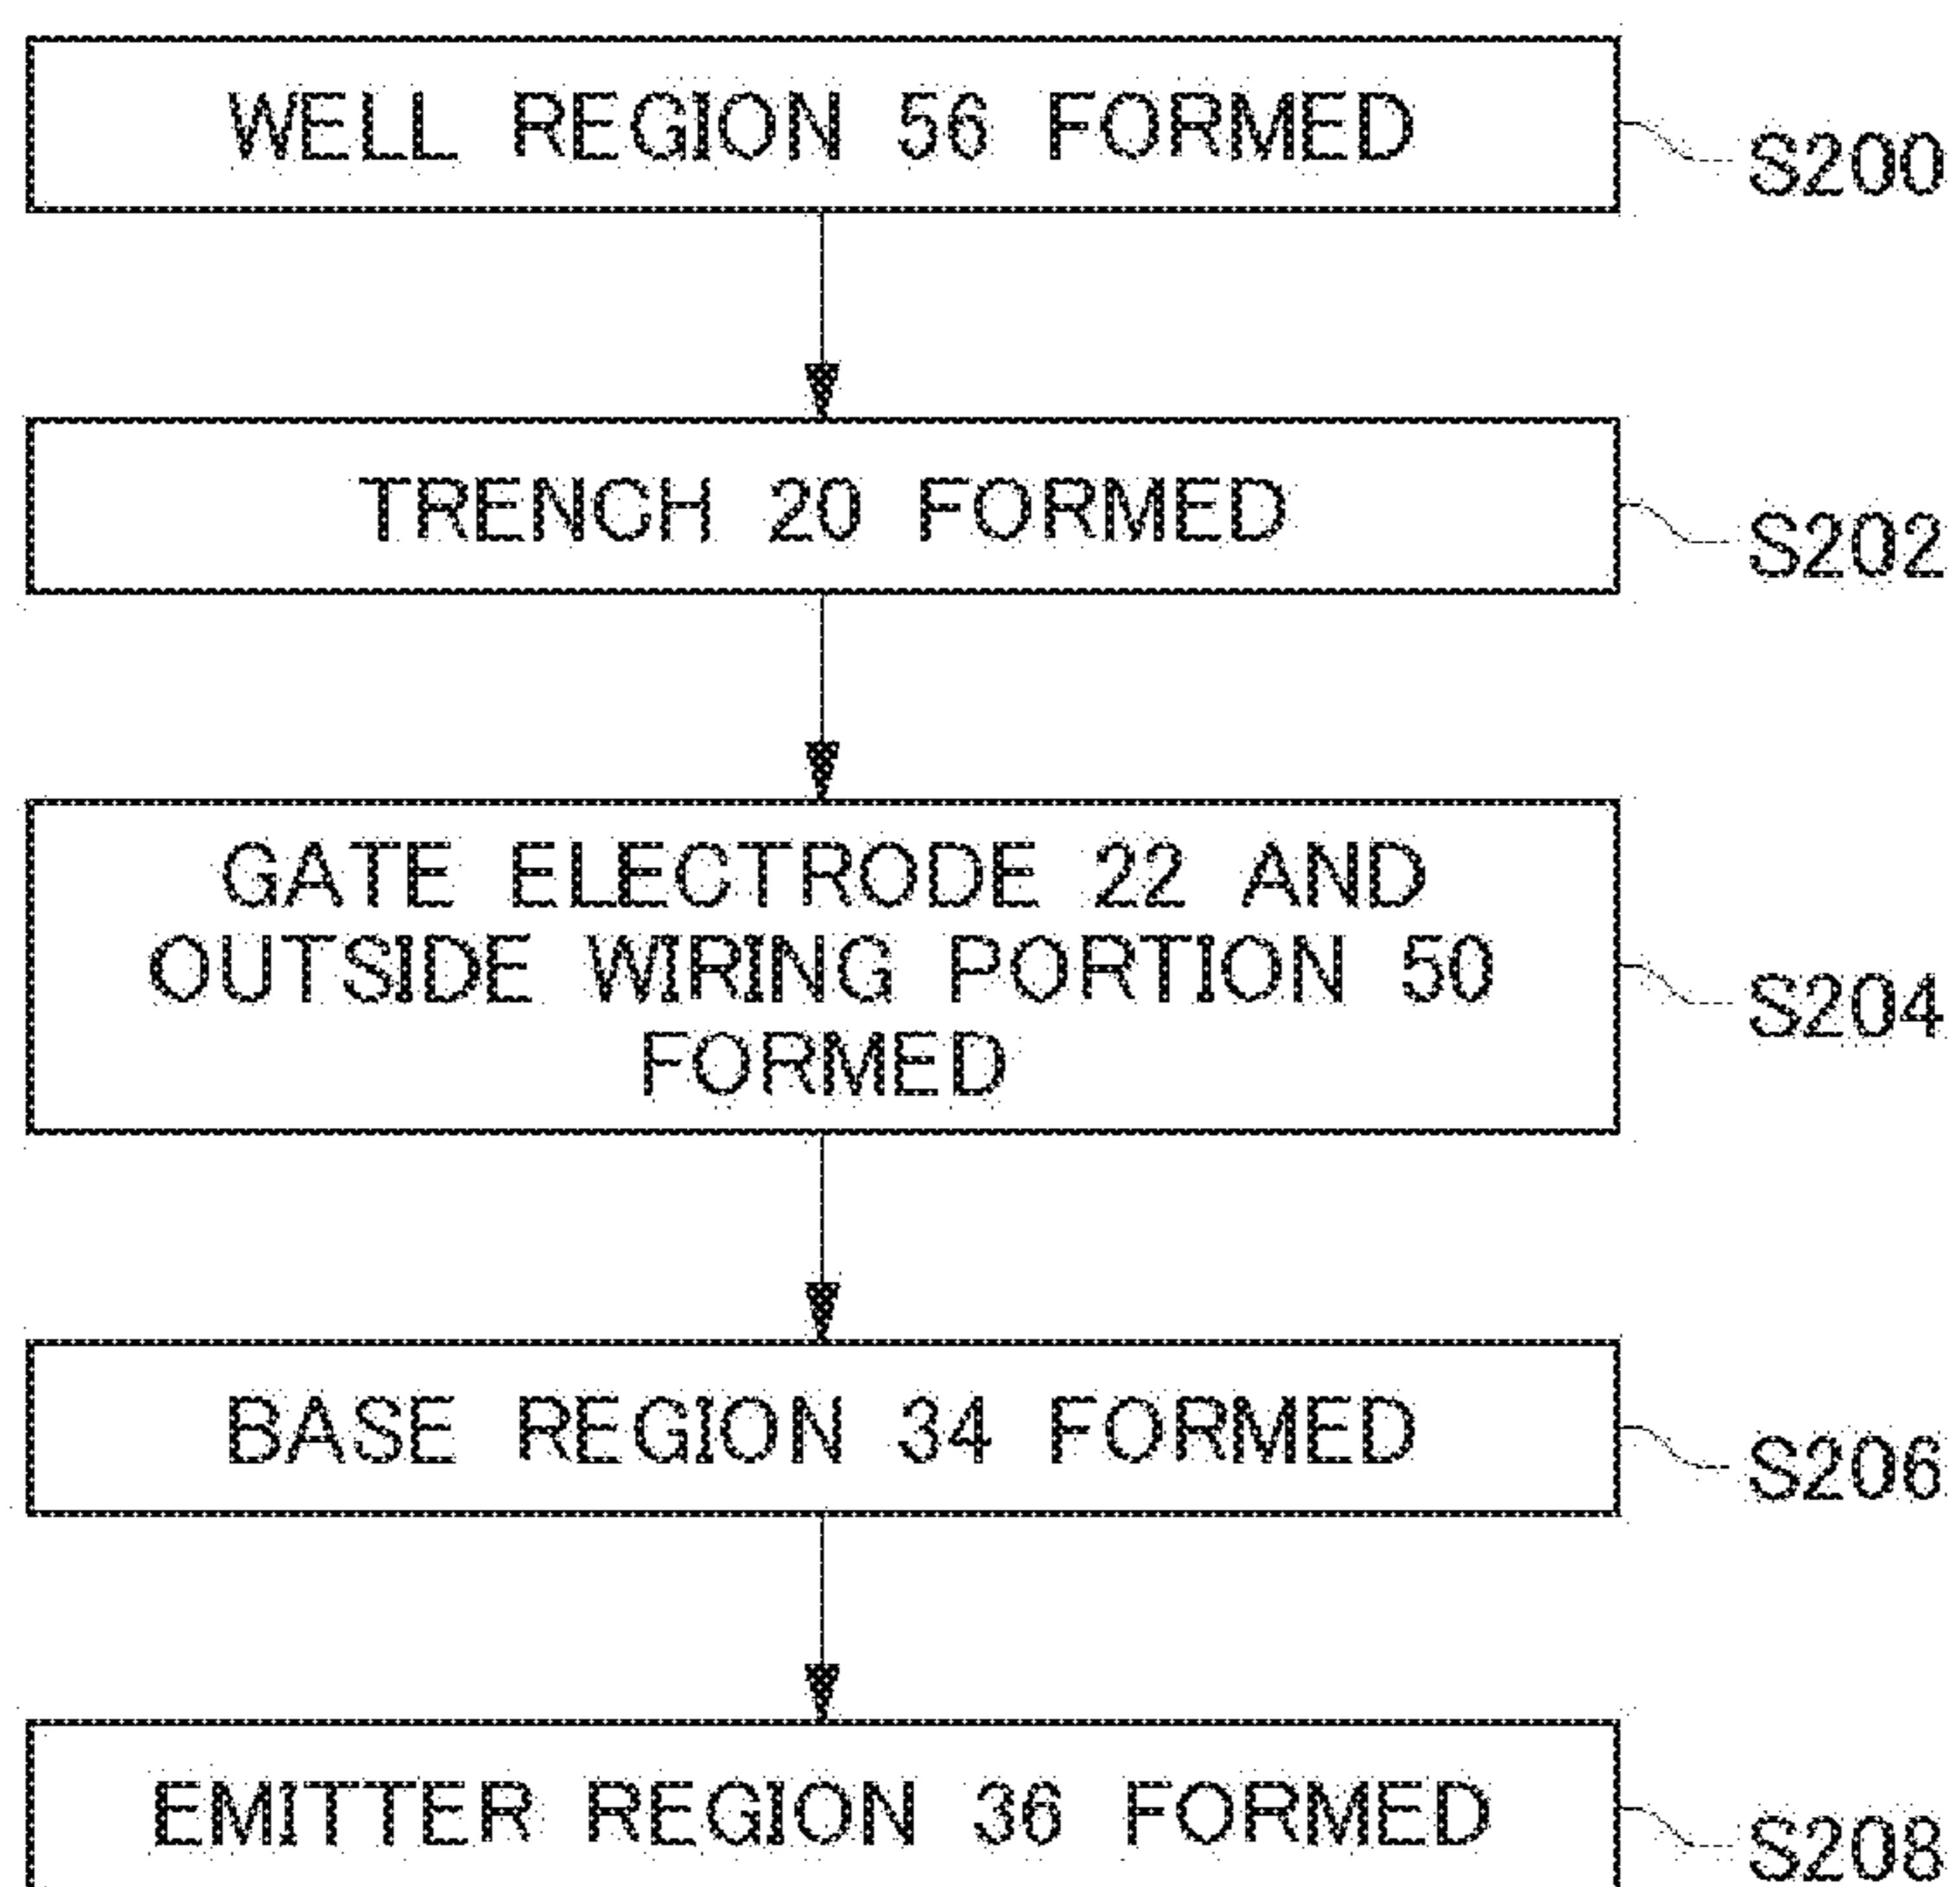 WELL REGION 56 FORMED
S200
TRENCH 20 FORMED
S202
GATE ELECTRODE 22 AND
OUTSIDE WIRING PORTION 50
FORMED
S204
BASE REGION 34 FORMED
S206
EMITTER REGION 36 FORMED
S208